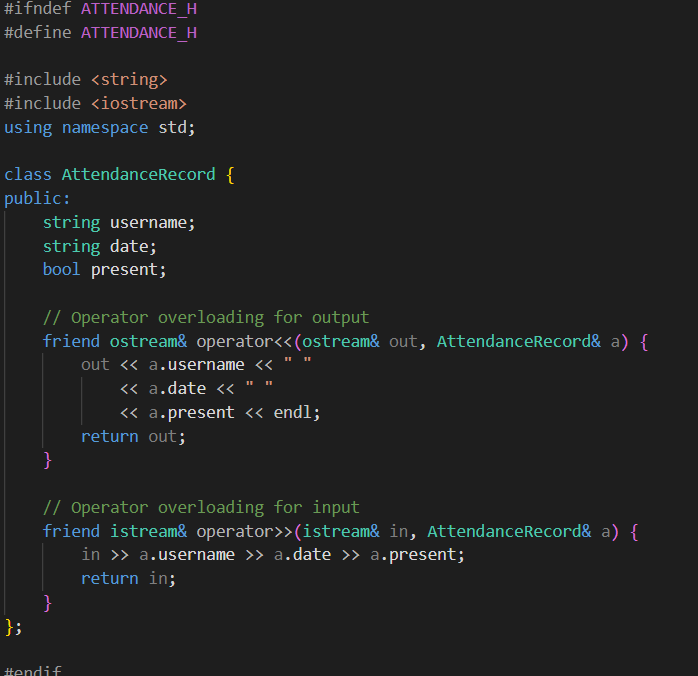 #ifndef ATTENDANCE_H
#define ATTENDANCE_H

#include <string>
#include <iostream>
using namespace std;

class AttendanceRecord {
public:
    string username;
    string date;
    bool present;

    // Operator overloading for output
    friend ostream& operator<<(ostream& out, AttendanceRecord& a) {
        out << a.username << " "
            << a.date << " "
            << a.present << endl;
        return out;
    }

    // Operator overloading for input
    friend istream& operator>>(istream& in, AttendanceRecord& a) {
        in >> a.username >> a.date >> a.present;
        return in;
    }
};

#endif